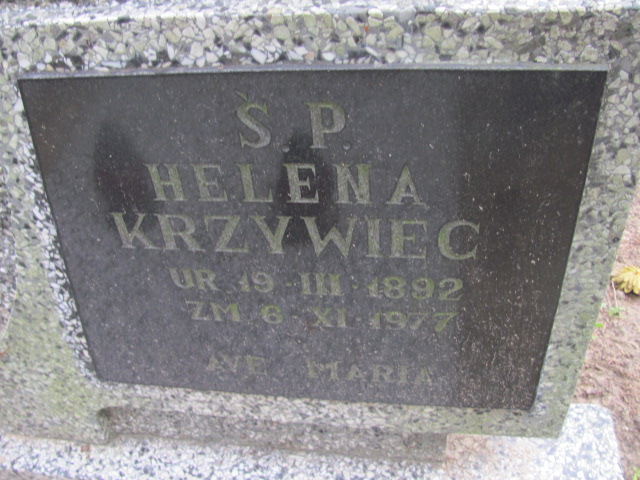 Ś. P.
HELENA
KRZYWIEC
UR 19 · III · 1892
ZM 6 XI 1977
AVE MARIA